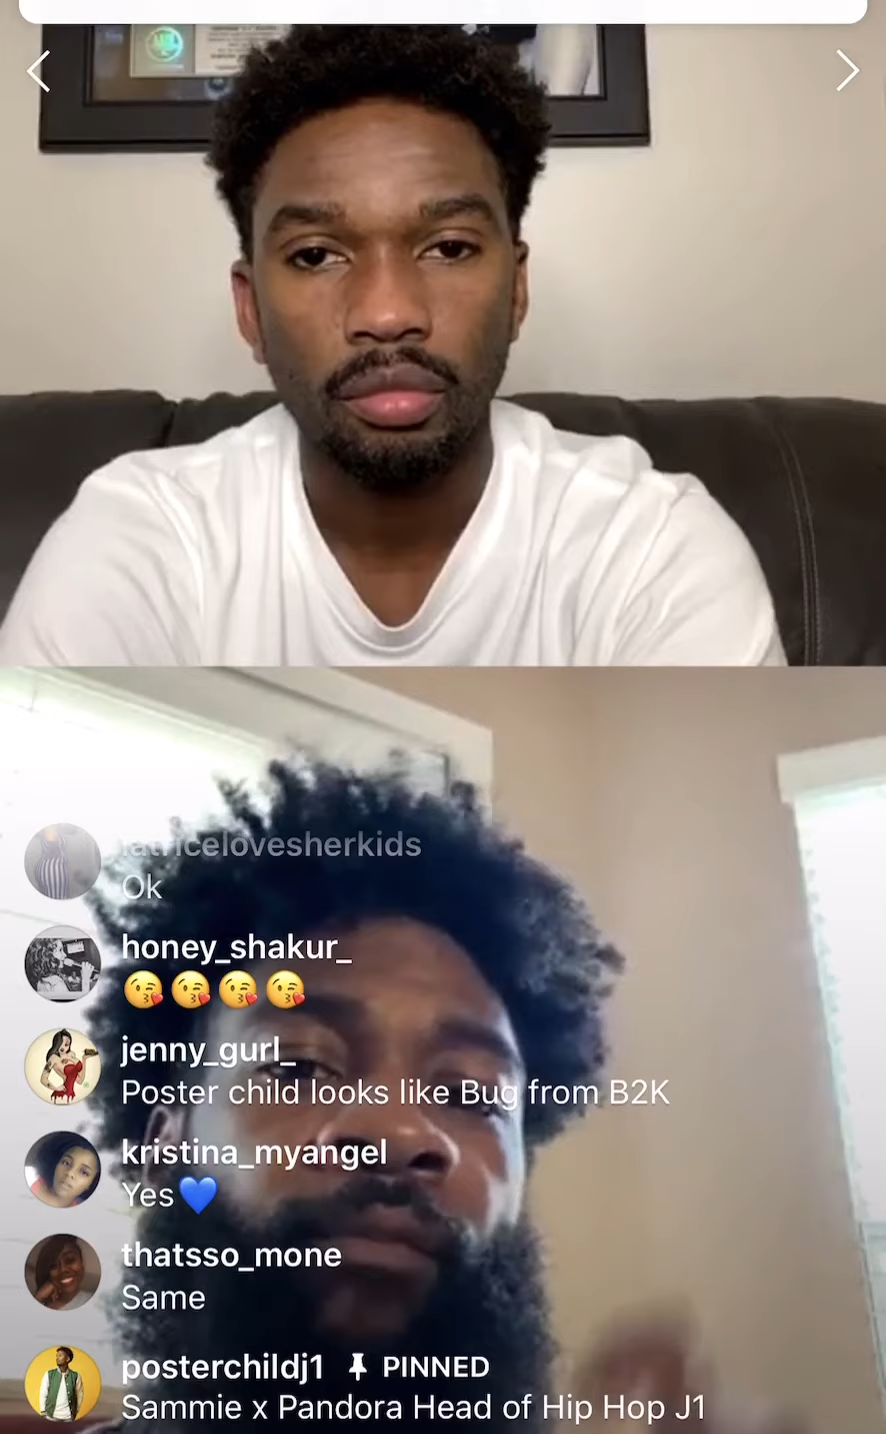 latricelovesherkids
Ok
honey_shakur_
😘😘😘😘
jenny_gurl_
Poster child looks like Bug from B2K
kristina_myangel
Yes💙
thatsso_mone
Same
posterchildj1 📌 PINNED
Sammie x Pandora Head of Hip Hop J1